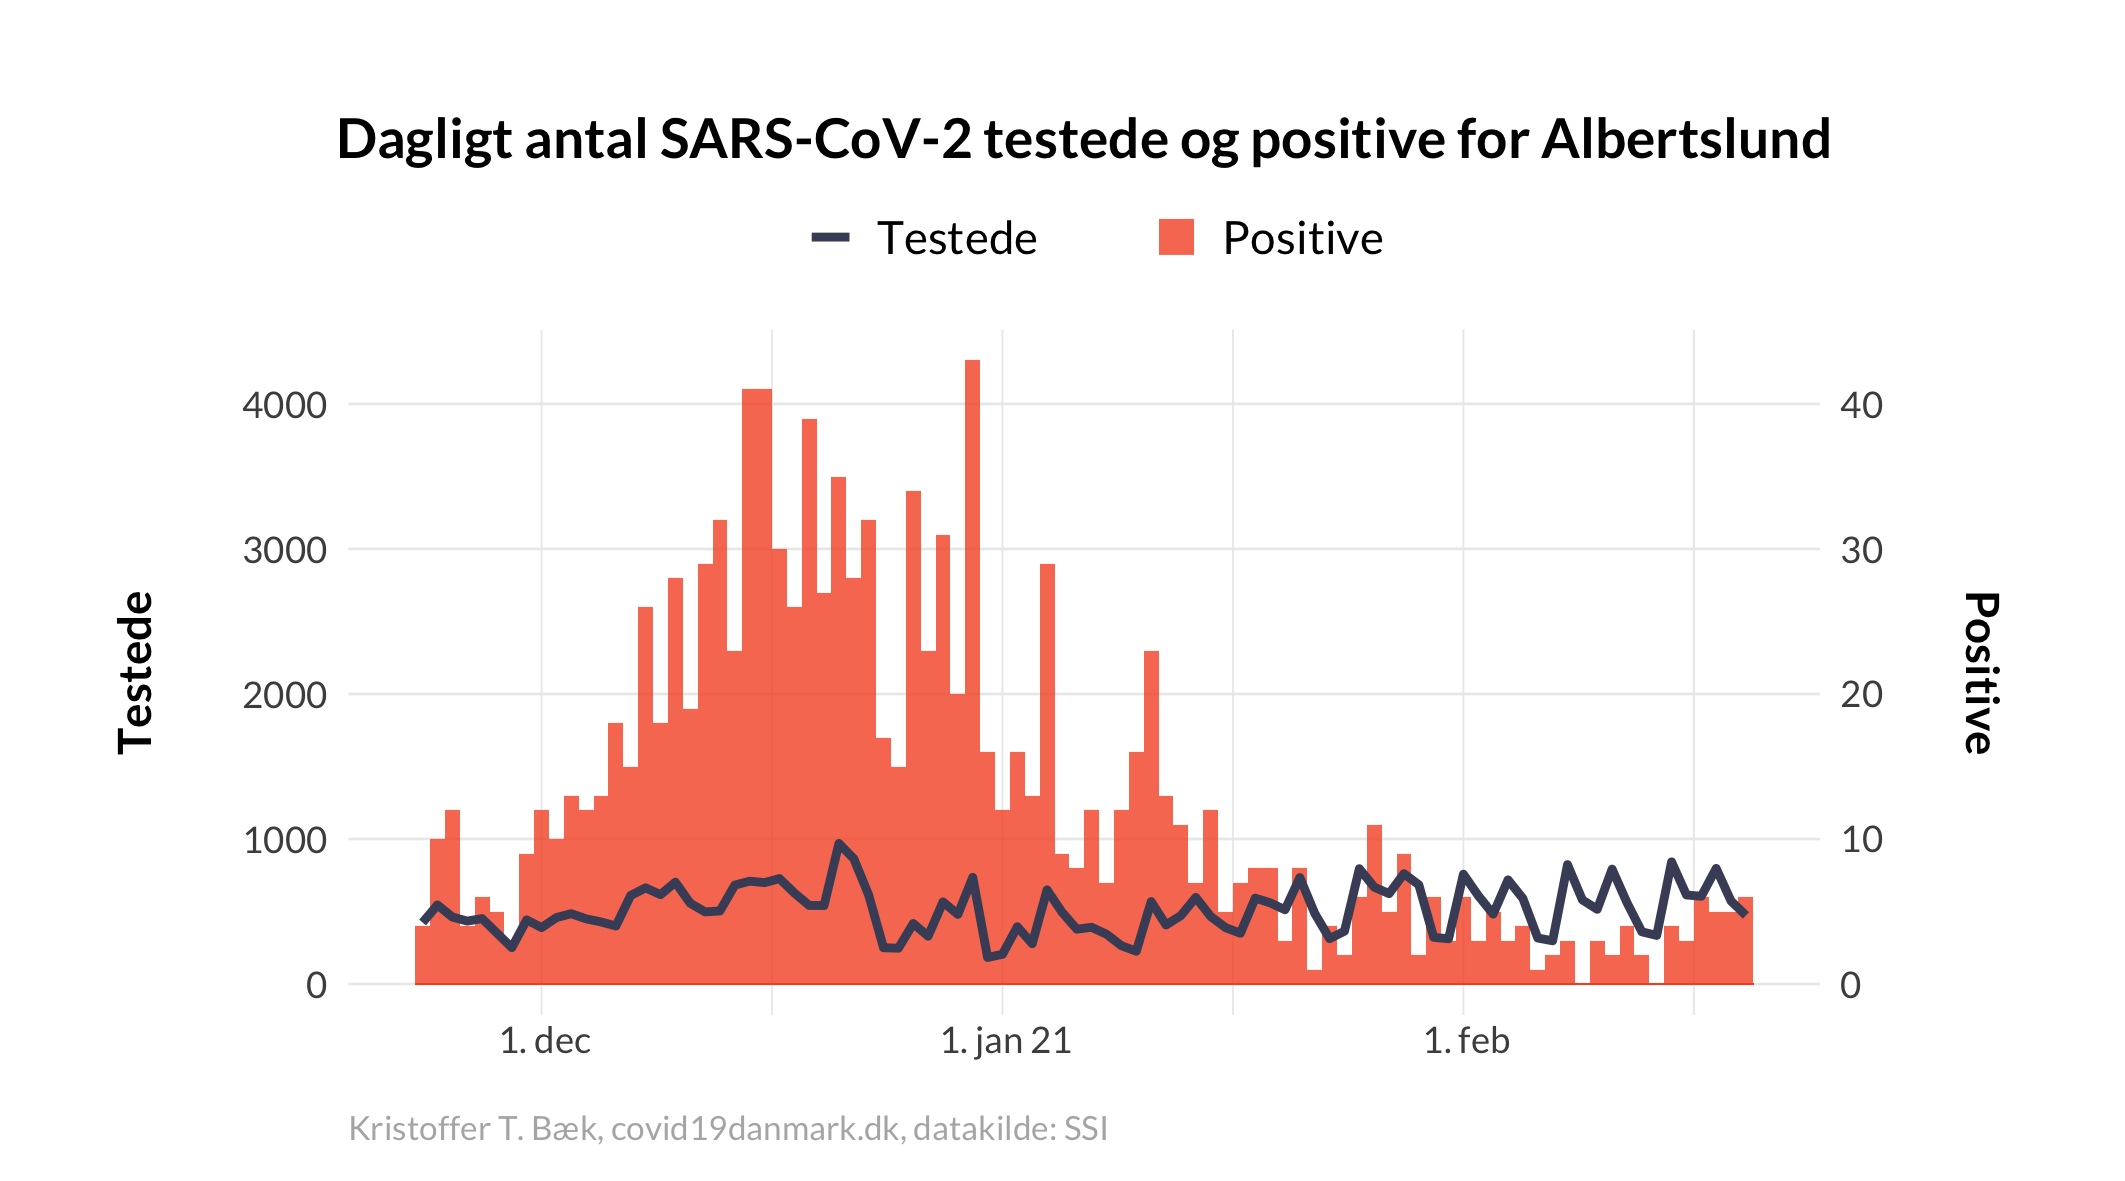 Dagligt antal SARS-CoV-2 testede og positive for Albertslund
Testede
Positive
4000
3000
2000
1000
0
40
30
20
10
0
Testede
Positive
1. dec
1. jan 21
1. feb
Kristoffer T. Bæk, covid19danmark.dk, datakilde: SSI